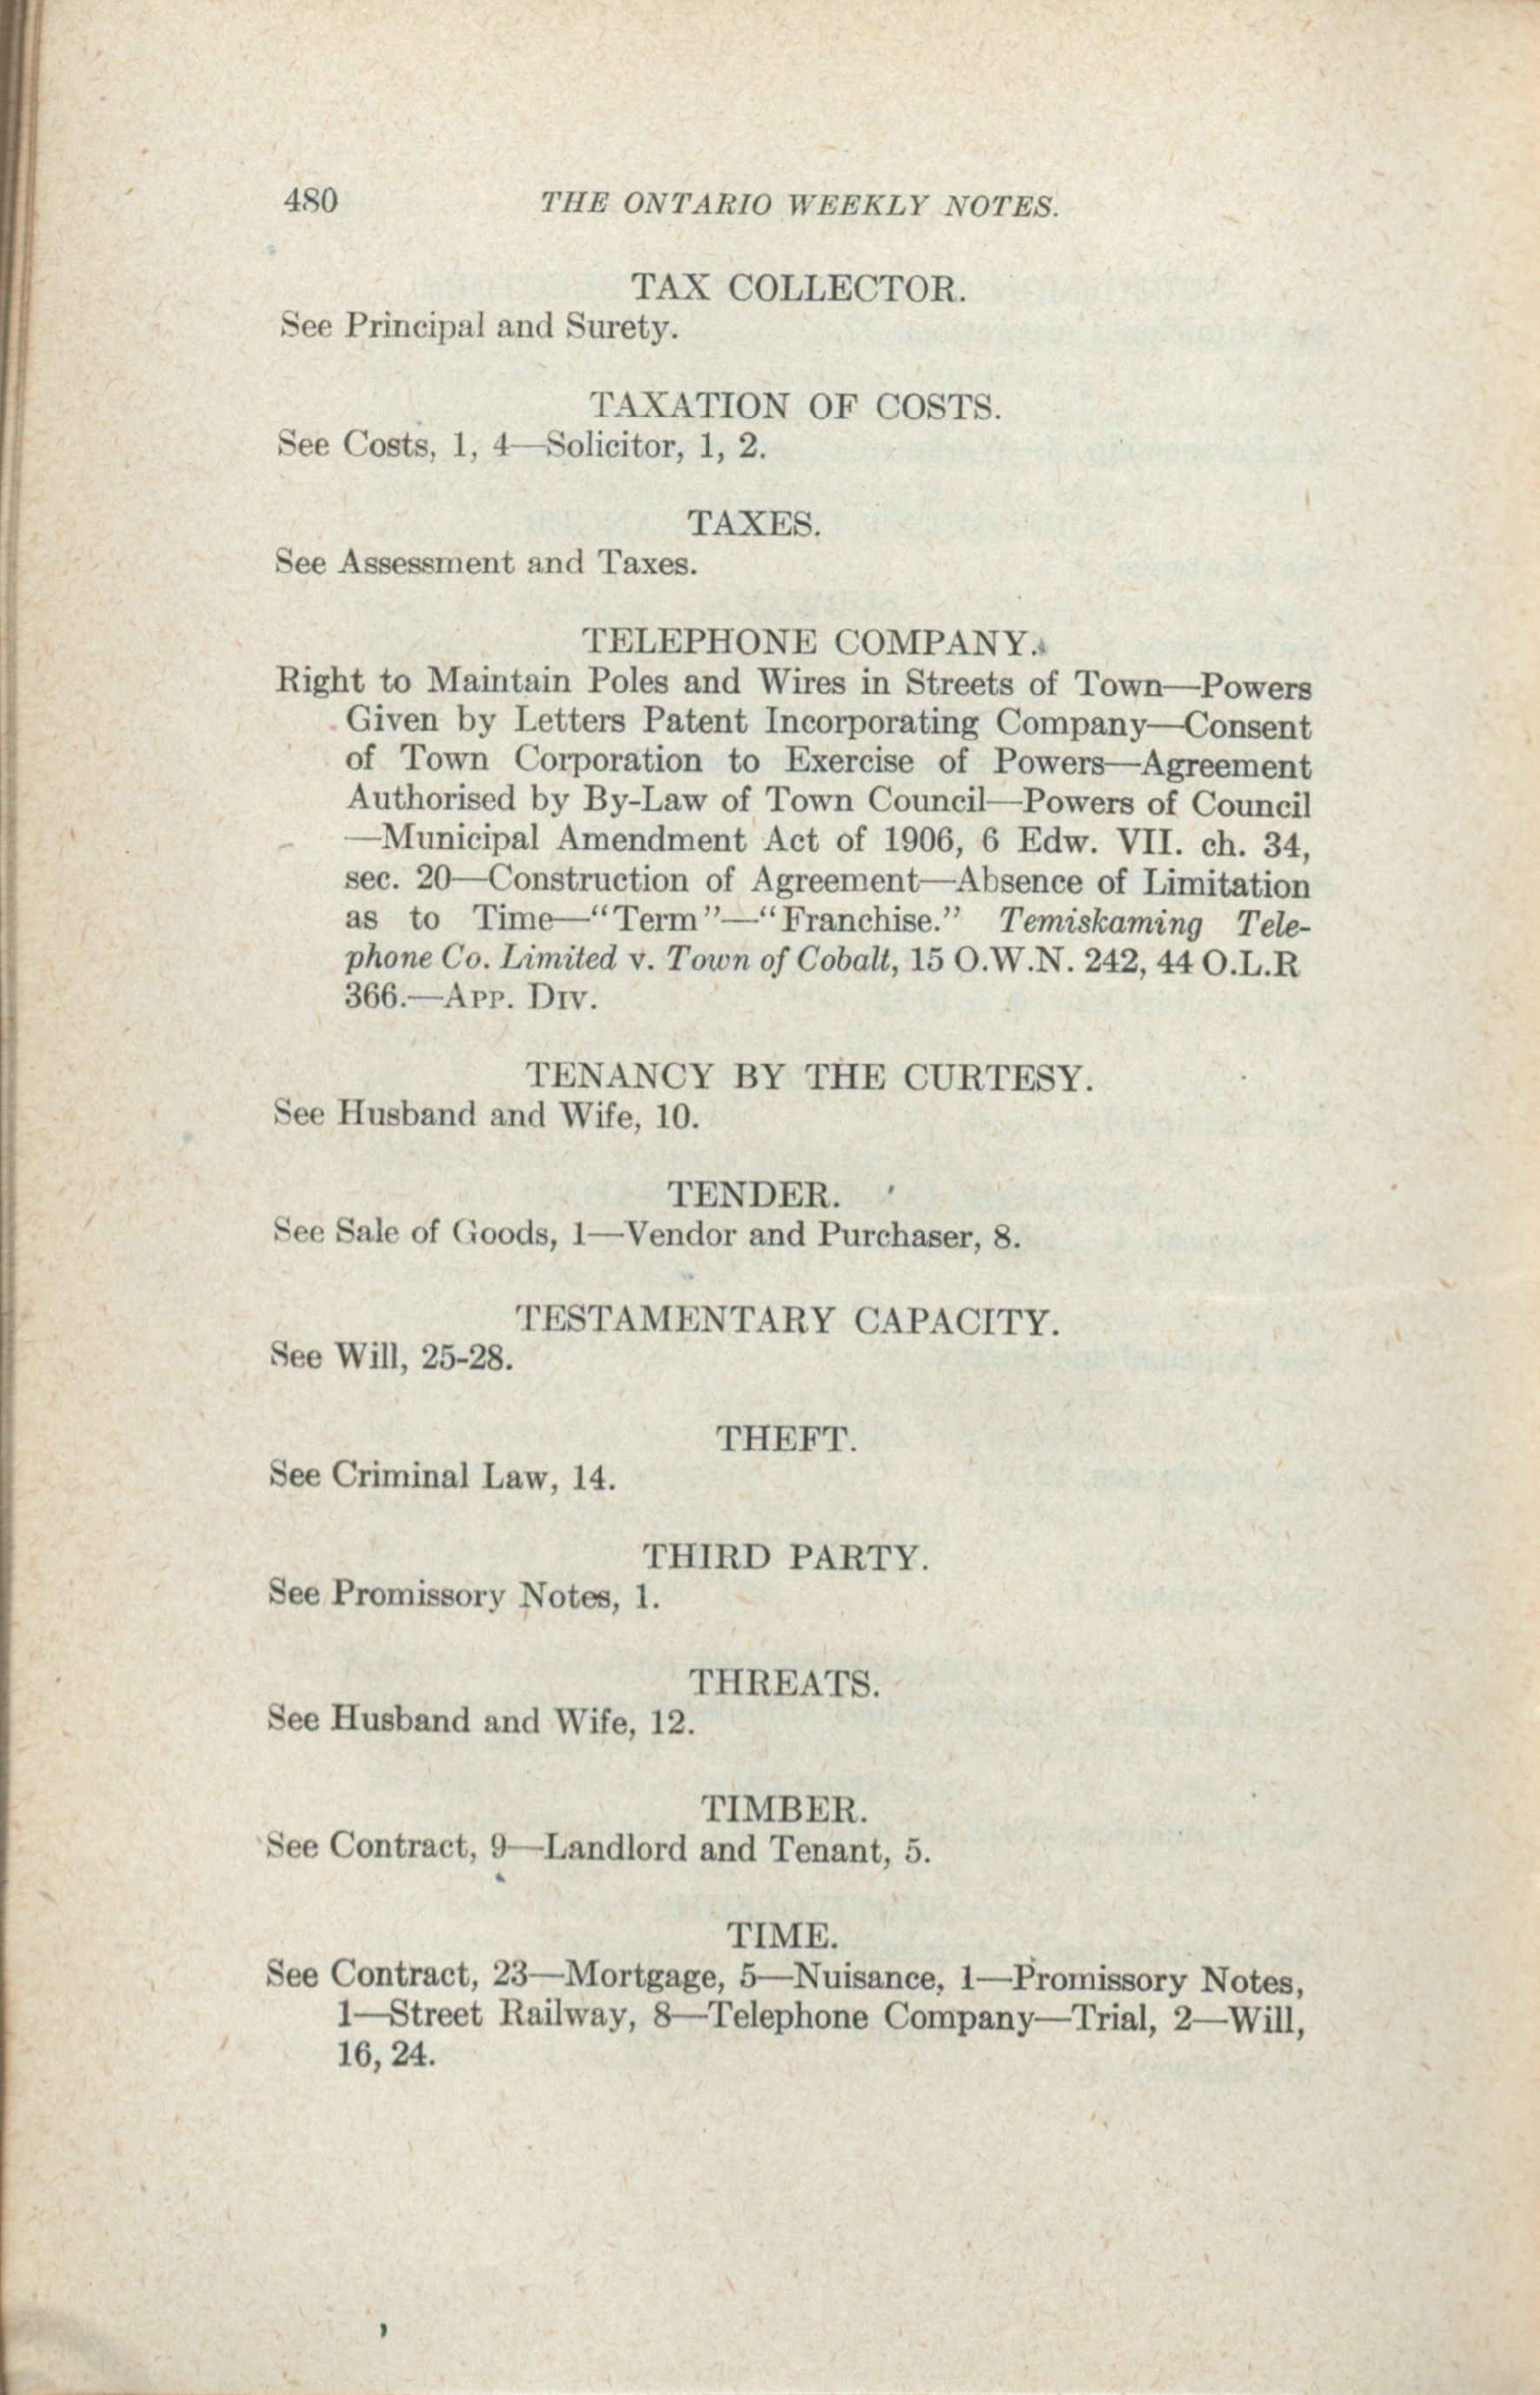 480
THE ONTARIO WEEKLY NOTES.
TAX COLLECTOR.
See Principal and Surety.
TAXATION OF COSTS.
See Costs, 1, 4—Solicitor, 1, 2.
TAXES.
See Assessment and Taxes.
TELEPHONE COMPANY.
Right to Maintain Poles and Wires in Streets of Town—Powers
Given by Letters Patent Incorporating Company—Consent
of Town Corporation to Exercise of Powers—Agreement
Authorised by By-Law of Town Council—Powers of Council
—Municipal Amendment Act of 1906, 6 Edw. VII. ch. 34,
sec. 20—Construction of Agreement—Absence of Limitation
as to Time—"Term"—"Franchise." Temiskaming Tele-
phone Co. Limited v. Town of Cobalt, 15 O.W.N. 242, 44 O.L.R
366.—App. Div.
TENANCY BY THE CURTESY.
See Husband and Wife, 10.
TENDER.
See Sale of Goods, 1—Vendor and Purchaser, 8.
TESTAMENTARY CAPACITY.
See Will, 25-28.
THEFT.
See Criminal Law, 14.
THIRD PARTY.
See Promissory Notes, 1.
THREATS.
See Husband and Wife, 12.
TIMBER.
See Contract, 9—Landlord and Tenant, 5.
TIME.
See Contract, 23—Mortgage, 5—Nuisance, 1—Promissory Notes,
1—Street Railway, 8—Telephone Company—Trial, 2—Will,
16, 24.